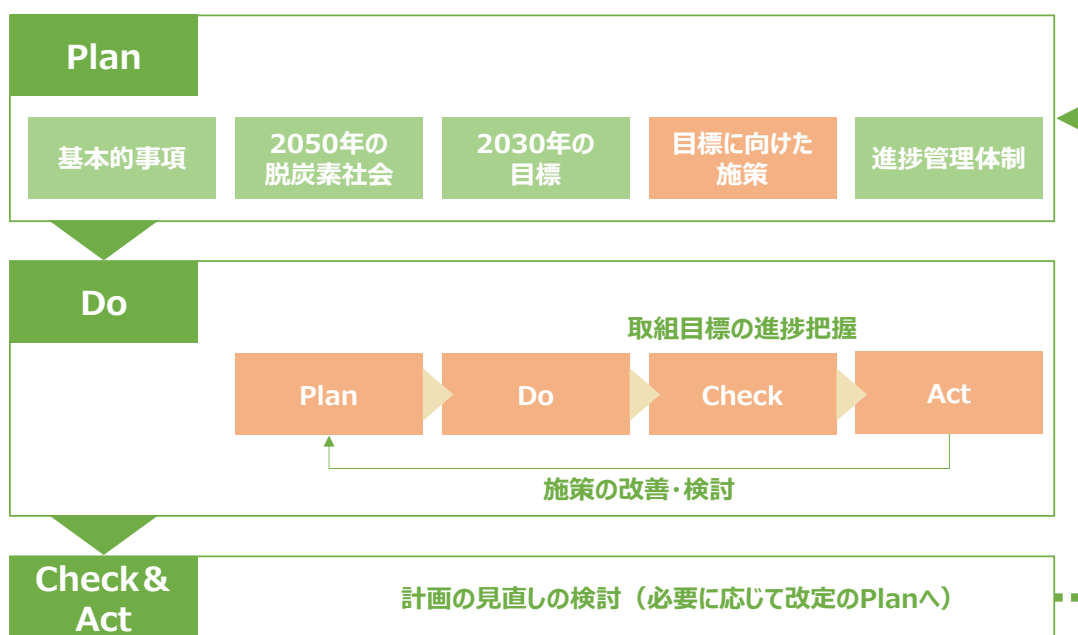 Plan
基本的事項
2050年の
脱炭素社会
2030年の
目標
目標に向けた
施策
進捗管理体制
Do
取組目標の進捗把握
Plan
Do
Check
Act
施策の改善・検討
Check&
Act
計画の見直しの検討（必要に応じて改定のPlanへ）